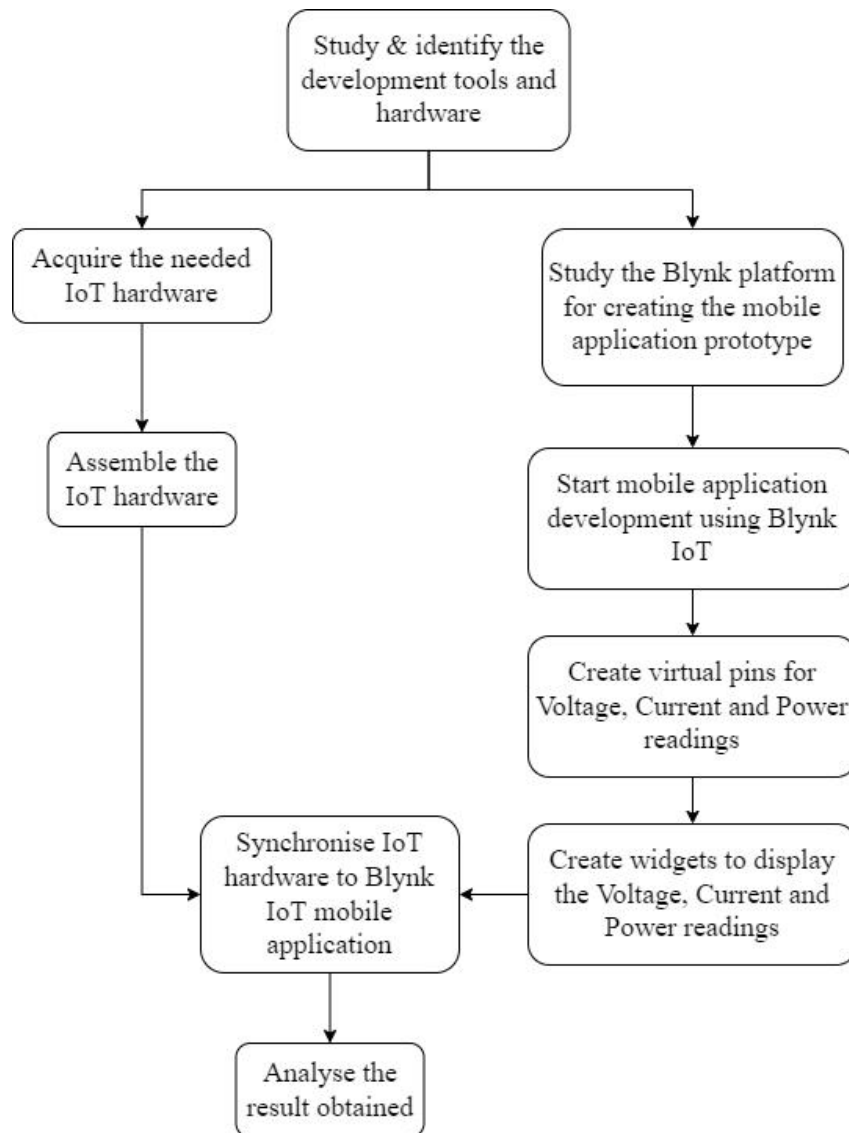 Study & identify the
development tools and
hardware
Acquire the needed
IoT hardware
Study the Blynk platform
for creating the mobile
application prototype
Assemble the
IoT hardware
Start mobile application
development using Blynk
IoT
Create virtual pins for
Voltage, Current and Power
readings
Synchronise IoT
hardware to Blynk
IoT mobile
application
Create widgets to display
the Voltage, Current and
Power readings
Analyse the
result obtained